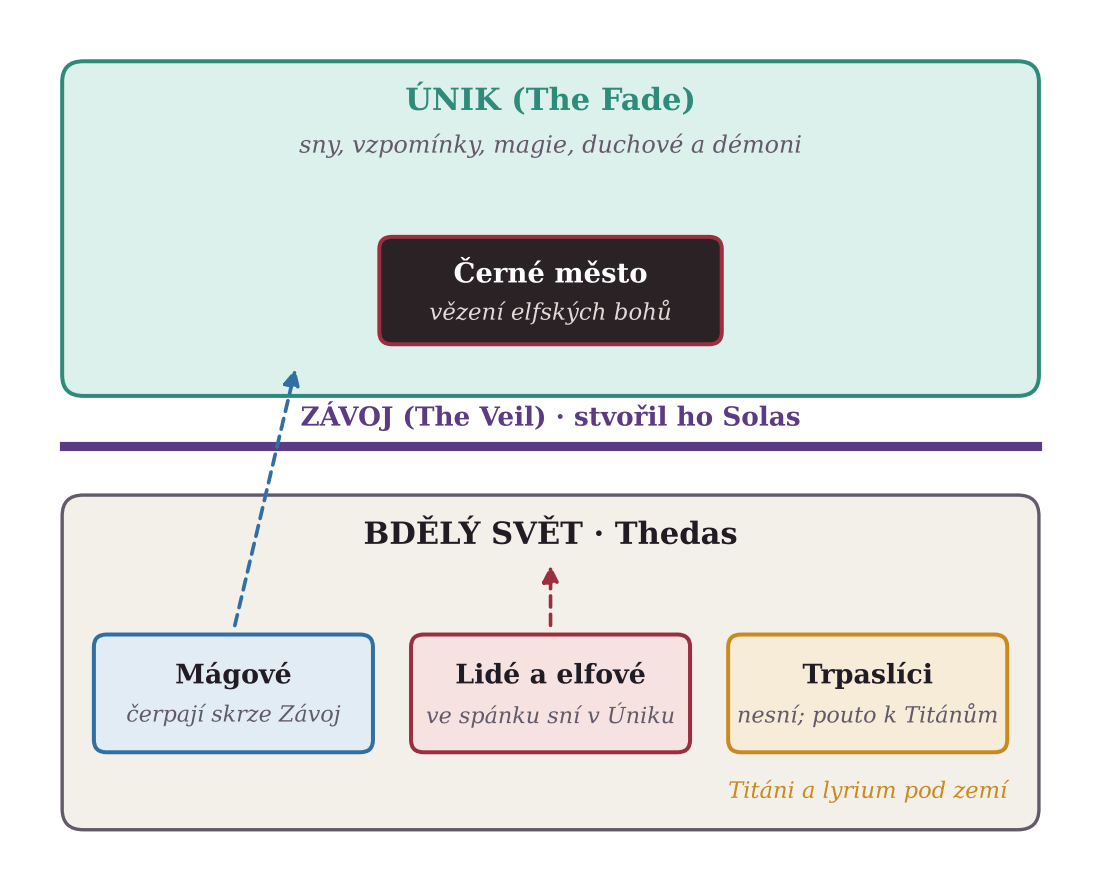 ÚNIK (The Fade)
sny, vzpomínky, magie, duchové a démoni
Černé město
vězení elfských bohů
ZÁVOJ (The Veil) · stvořil ho Solas
BDĚLÝ SVĚT · Thedas
Mágové
čerpají skrze Závoj
Lidé a elfové
ve spánku sní v Úniku
Trpaslíci
nesní; pouto k Titánům
Titáni a lyrium pod zemí